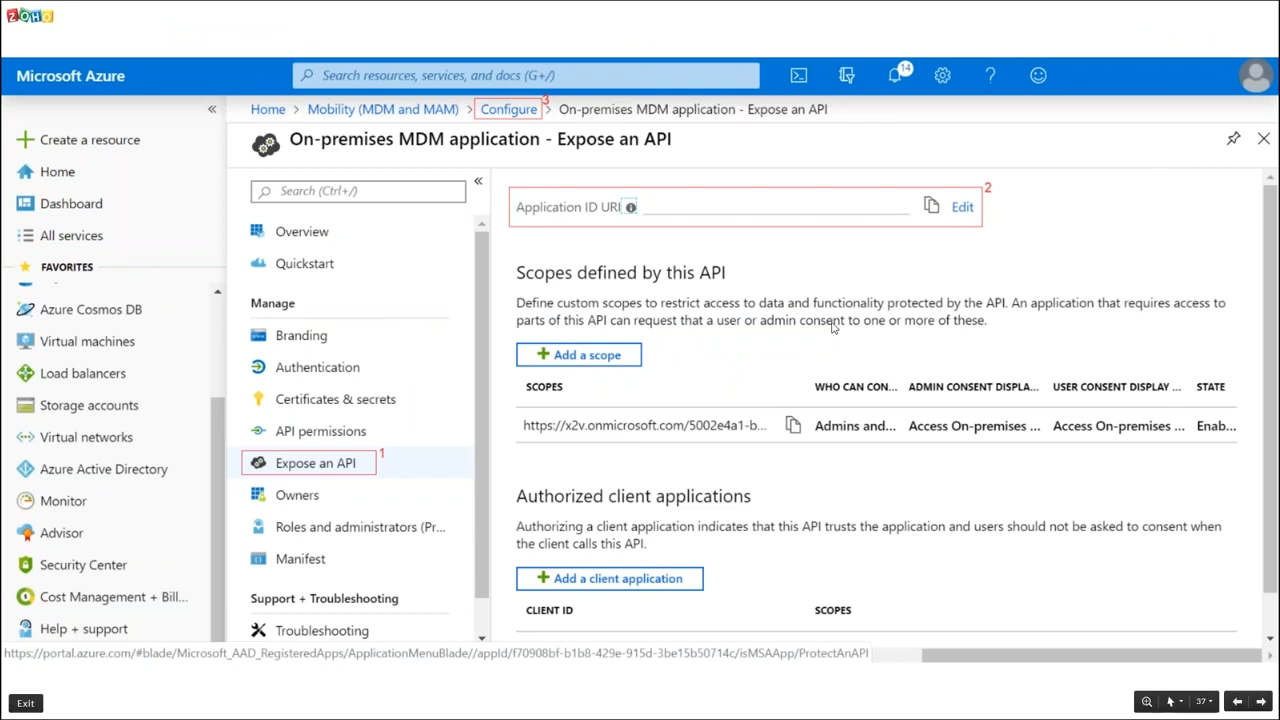 ZOHO
Microsoft Azure
Search resources, services, and docs (G+/)
14
Home > Mobility (MDM and MAM) > Configure > On-premises MDM application - Expose an API
3
On-premises MDM application - Expose an API
Create a resource
Home
Dashboard
All services
FAVORITES
Azure Cosmos DB
Virtual machines
Load balancers
Storage accounts
Virtual networks
Azure Active Directory
Monitor
Advisor
Security Center
Cost Management + Bill...
Help + support
Search (Ctrl+/)
Overview
Quickstart
Manage
Branding
Authentication
Certificates & secrets
API permissions
Expose an API
1
Owners
Roles and administrators (Pr...
Manifest
Support + Troubleshooting
Troubleshooting
Application ID URI
Edit
2
Scopes defined by this API
Define custom scopes to restrict access to data and functionality protected by the API. An application that requires access to
parts of this API can request that a user or admin consent to one or more of these.
Add a scope
SCOPES WHO CAN CON... ADMIN CONSENT DISPLA... USER CONSENT DISPLAY ... STATE
https://x2v.onmicrosoft.com/5002e4a1-b... Admins and... Access On-premises ... Access On-premises ... Enab...
Authorized client applications
Authorizing a client application indicates that this API trusts the application and users should not be asked to consent when
the client calls this API.
Add a client application
CLIENT ID SCOPES
https://portal.azure.com/#blade/Microsoft_AAD_RegisteredApps/ApplicationMenuBlade//appId/f70908bf-b1b8-429e-915d-3be15b50714c/isMSAApp/ProtectAnAPI
Exit
37